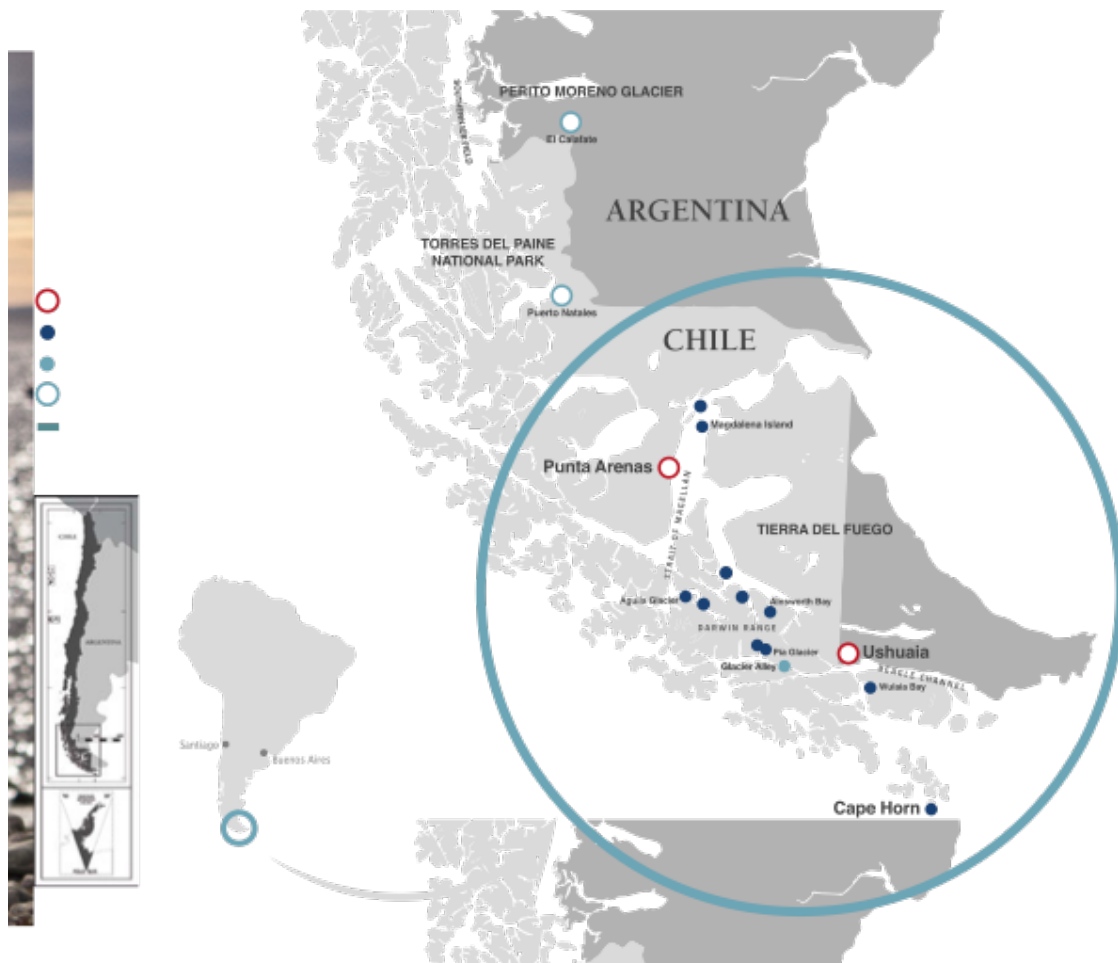 PERITO MORENO GLACIER
El Calafate
ARGENTINA
TORRES DEL PAINE
NATIONAL PARK
Puerto Natales
CHILE
Magdalena Island
Punta Arenas
STRAIT OF MAGELLAN
TIERRA DEL FUEGO
Aguila Glacier
Ainsworth Bay
DARWIN RANGE
Pia Glacier
Ushuaia
Glacier Alley
BEAGLE CHANNEL
Wulaia Bay
Santiago
Buenos Aires
Cape Horn